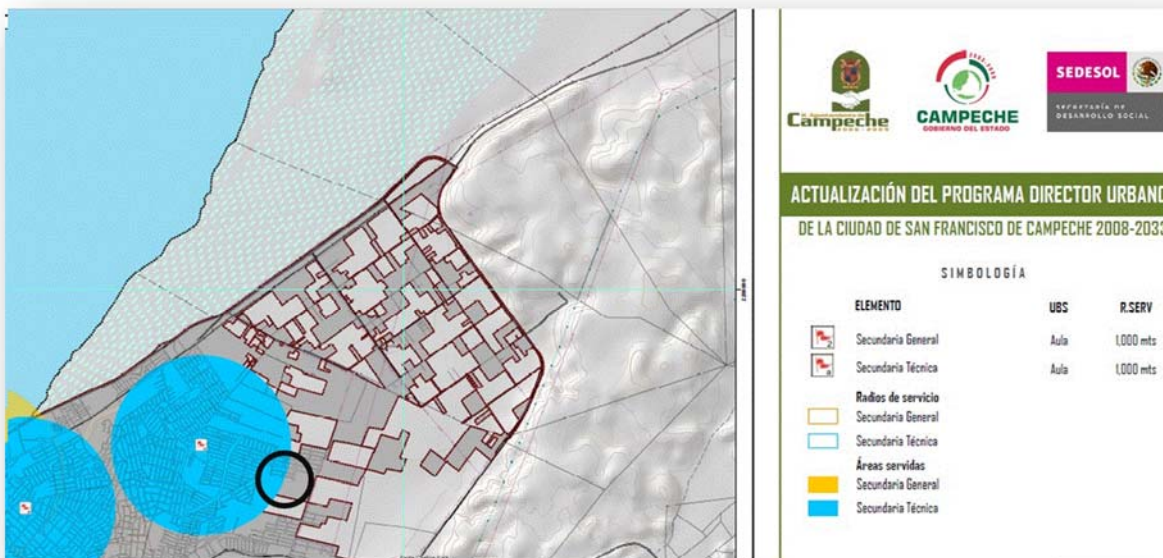 Campeche
CAMPECHE
GOBIERNO DEL ESTADO
SEDESOL
SECRETARÍA DE
DESARROLLO SOCIAL
ACTUALIZACIÓN DEL PROGRAMA DIRECTOR URBANO
DE LA CIUDAD DE SAN FRANCISCO DE CAMPECHE 2008-2033
SIMBOLOGÍA
ELEMENTO UBS R.SERV
Secundaria General Aula 1,000 mts
Secundaria Técnica Aula 1,000 mts
Radios de servicio
Secundaria General
Secundaria Técnica
Áreas servidas
Secundaria General
Secundaria Técnica